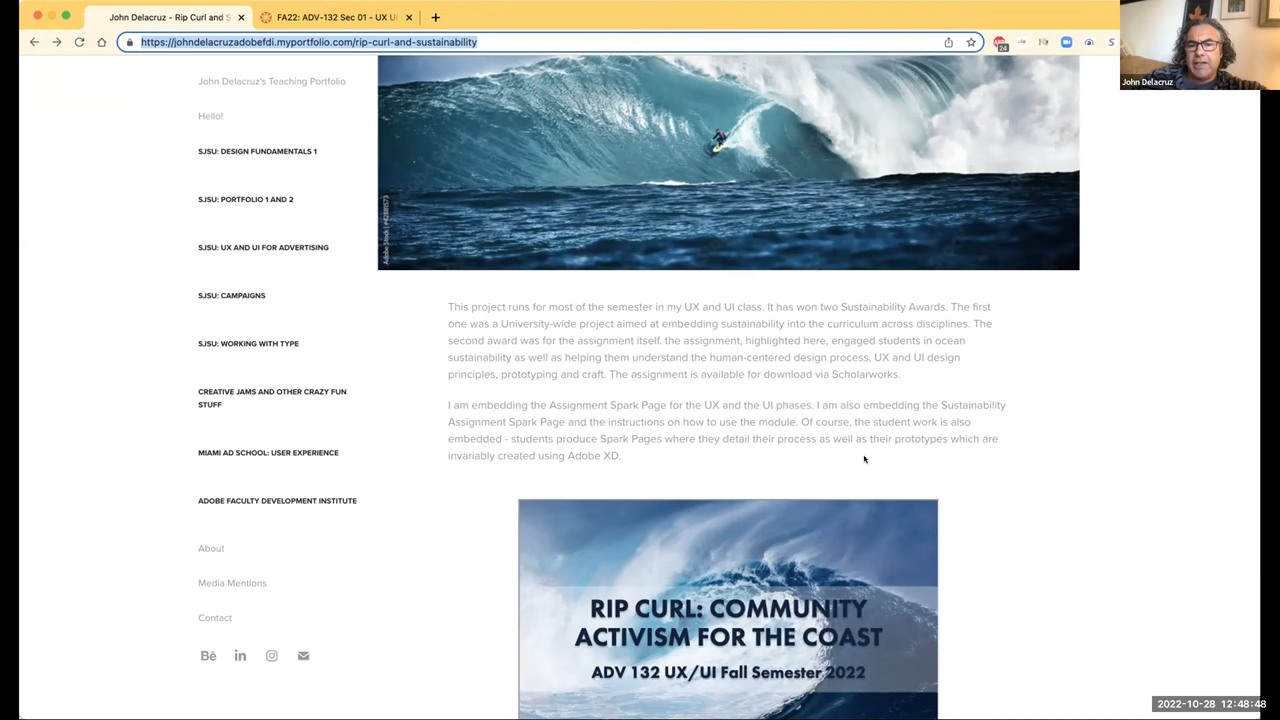 John Delacruz - Rip Curl and S
FA22: ADV-132 Sec 01 - UX UI
https://johndelacruzadobefdi.myportfolio.com/rip-curl-and-sustainability
24
John Delacruz
John Delacruz's Teaching Portfolio
Hello!
SJSU: DESIGN FUNDAMENTALS 1
SJSU: PORTFOLIO 1 AND 2
SJSU: UX AND UI FOR ADVERTISING
SJSU: CAMPAIGNS
SJSU: WORKING WITH TYPE
CREATIVE JAMS AND OTHER CRAZY FUN
STUFF
MIAMI AD SCHOOL: USER EXPERIENCE
ADOBE FACULTY DEVELOPMENT INSTITUTE
About
Media Mentions
Contact
Bē
in
This project runs for most of the semester in my UX and UI class. It has won two Sustainability Awards. The first
one was a University-wide project aimed at embedding sustainability into the curriculum across disciplines. The
second award was for the assignment itself. the assignment, highlighted here, engaged students in ocean
sustainability as well as helping them understand the human-centered design process, UX and UI design
principles, prototyping and craft. The assignment is available for download via Scholarworks.
I am embedding the Assignment Spark Page for the UX and the UI phases. I am also embedding the Sustainability
Assignment Spark Page and the instructions on how to use the module. Of course, the student work is also
embedded - students produce Spark Pages where they detail their process as well as their prototypes which are
invariably created using Adobe XD.
RIP CURL: COMMUNITY
ACTIVISM FOR THE COAST
ADV 132 UX/UI Fall Semester 2022
2022-10-28 12:48:48